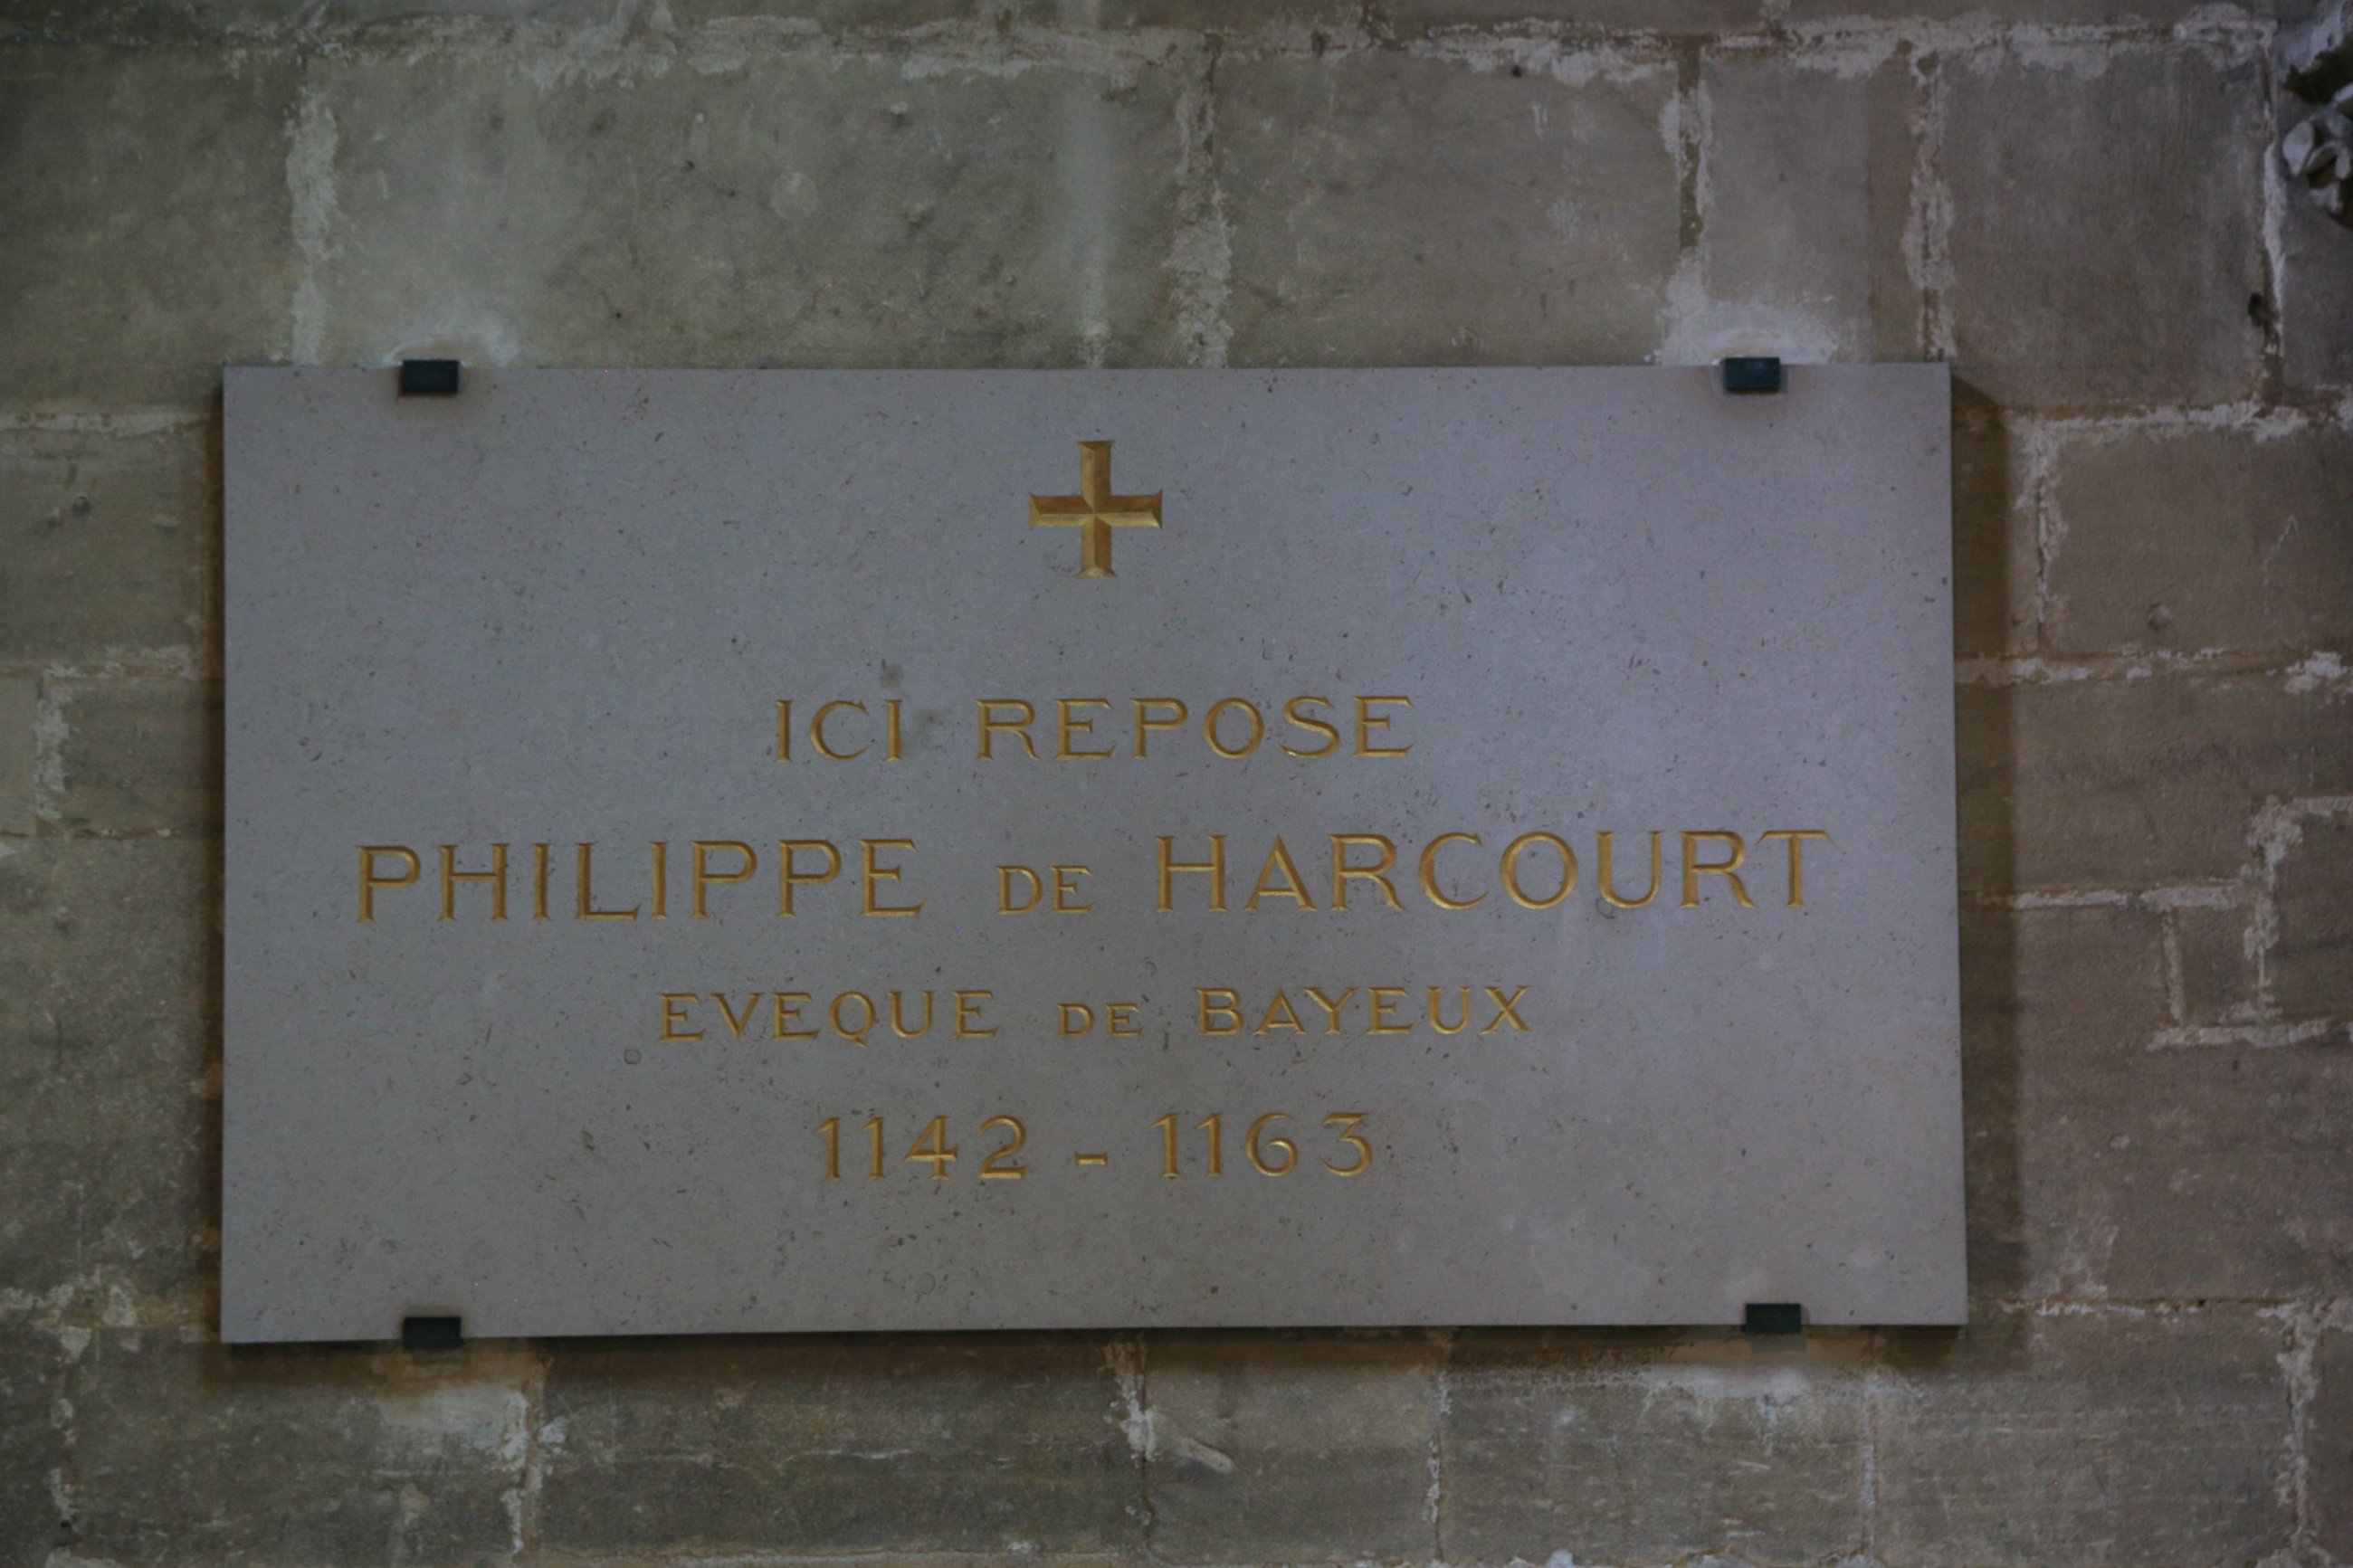 ICI REPOSE
PHILIPPE DE HARCOURT
EVEQUE DE BAYEUX
1142 - 1163